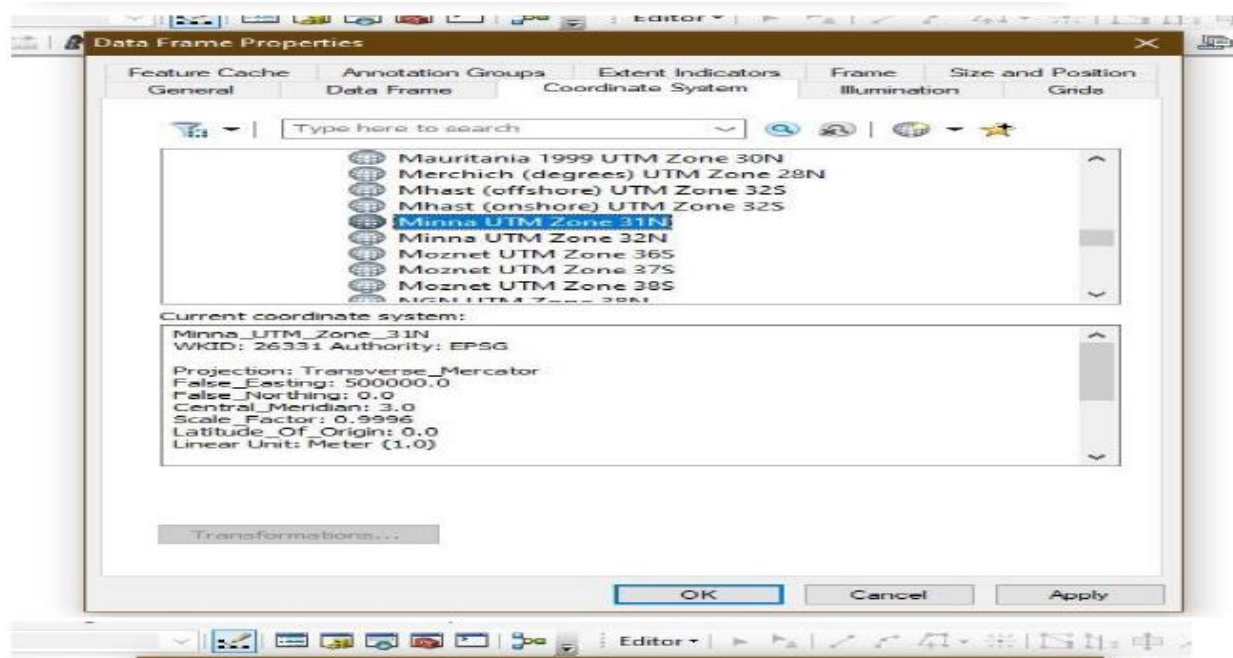 Editor
Data Frame Properties
Feature Cache Annotation Groups Extent Indicators Frame Size and Position
General Data Frame Coordinate System Illumination Grids
Type here to search
Mauritania 1999 UTM Zone 30N
Merchich (degrees) UTM Zone 28N
Mhast (offshore) UTM Zone 32S
Mhast (onshore) UTM Zone 32S
Minna UTM Zone 31N
Minna UTM Zone 32N
Moznet UTM Zone 36S
Moznet UTM Zone 37S
Moznet UTM Zone 38S
NGN UTM Zone 38N
Current coordinate system:
Minna_UTM_Zone_31N
WKID: 26331 Authority: EPSG
Projection: Transverse_Mercator
False_Easting: 500000.0
False_Northing: 0.0
Central_Meridian: 3.0
Scale_Factor: 0.9996
Latitude_Of_Origin: 0.0
Linear Unit: Meter (1.0)
Transformations...
OK Cancel Apply
Editor